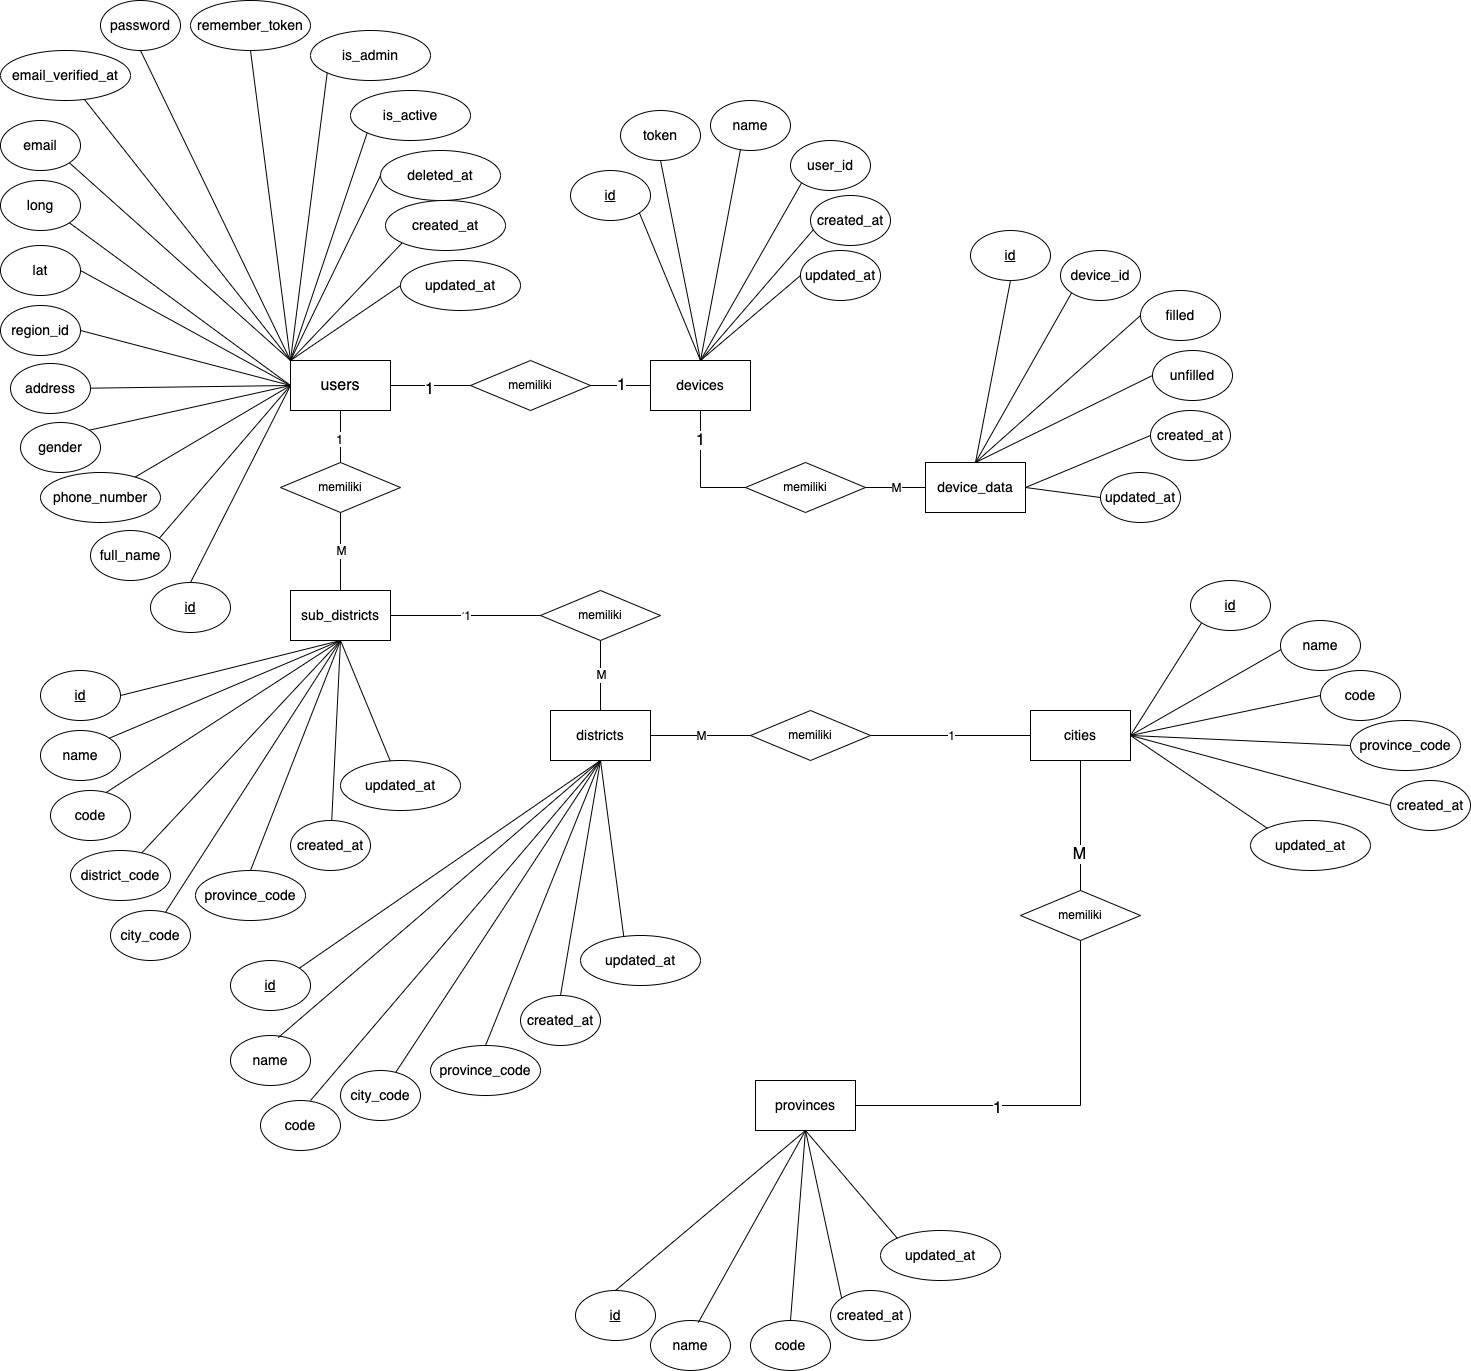 password
remember_token
is_admin
email_verified_at
is_active
email
deleted_at
long
created_at
lat
updated_at
region_id
address
gender
phone_number
full_name
id
users
1
memiliki
1
devices
token
name
user_id
id
created_at
updated_at
1
memiliki
M
device_data
id
device_id
filled
unfilled
created_at
updated_at
1
memiliki
M
sub_districts
1
memiliki
M
id
name
code
district_code
city_code
province_code
created_at
updated_at
districts
M
memiliki
1
cities
id
name
code
province_code
created_at
updated_at
id
name
code
city_code
province_code
created_at
updated_at
M
memiliki
1
provinces
id
name
code
created_at
updated_at